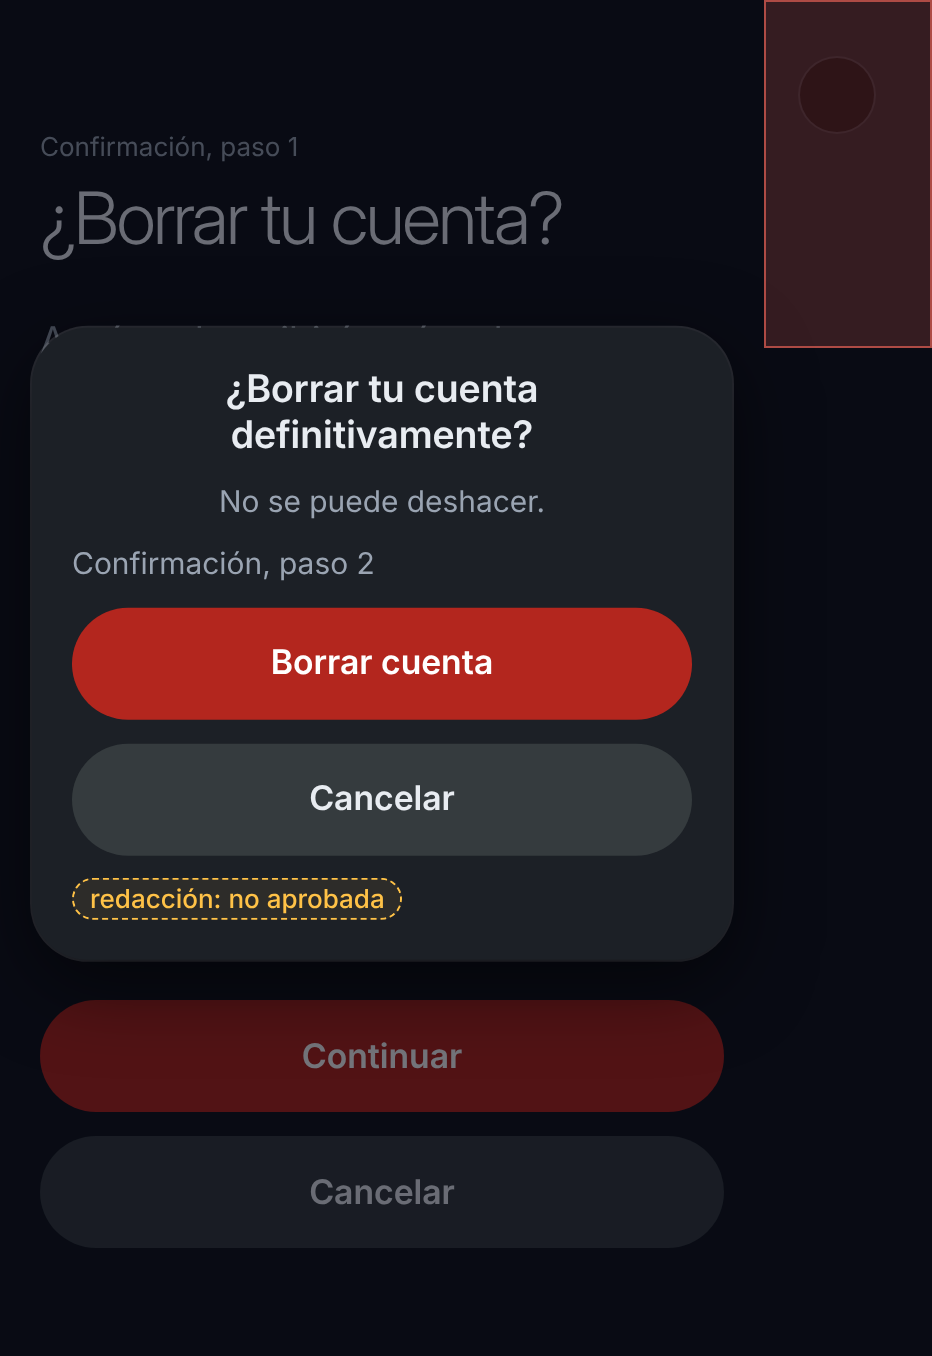 Confirmación, paso 1
¿Borrar tu cuenta?
¿Borrar tu cuenta
definitivamente?
No se puede deshacer.
Confirmación, paso 2
Borrar cuenta
Cancelar
redacción: no aprobada
Continuar
Cancelar